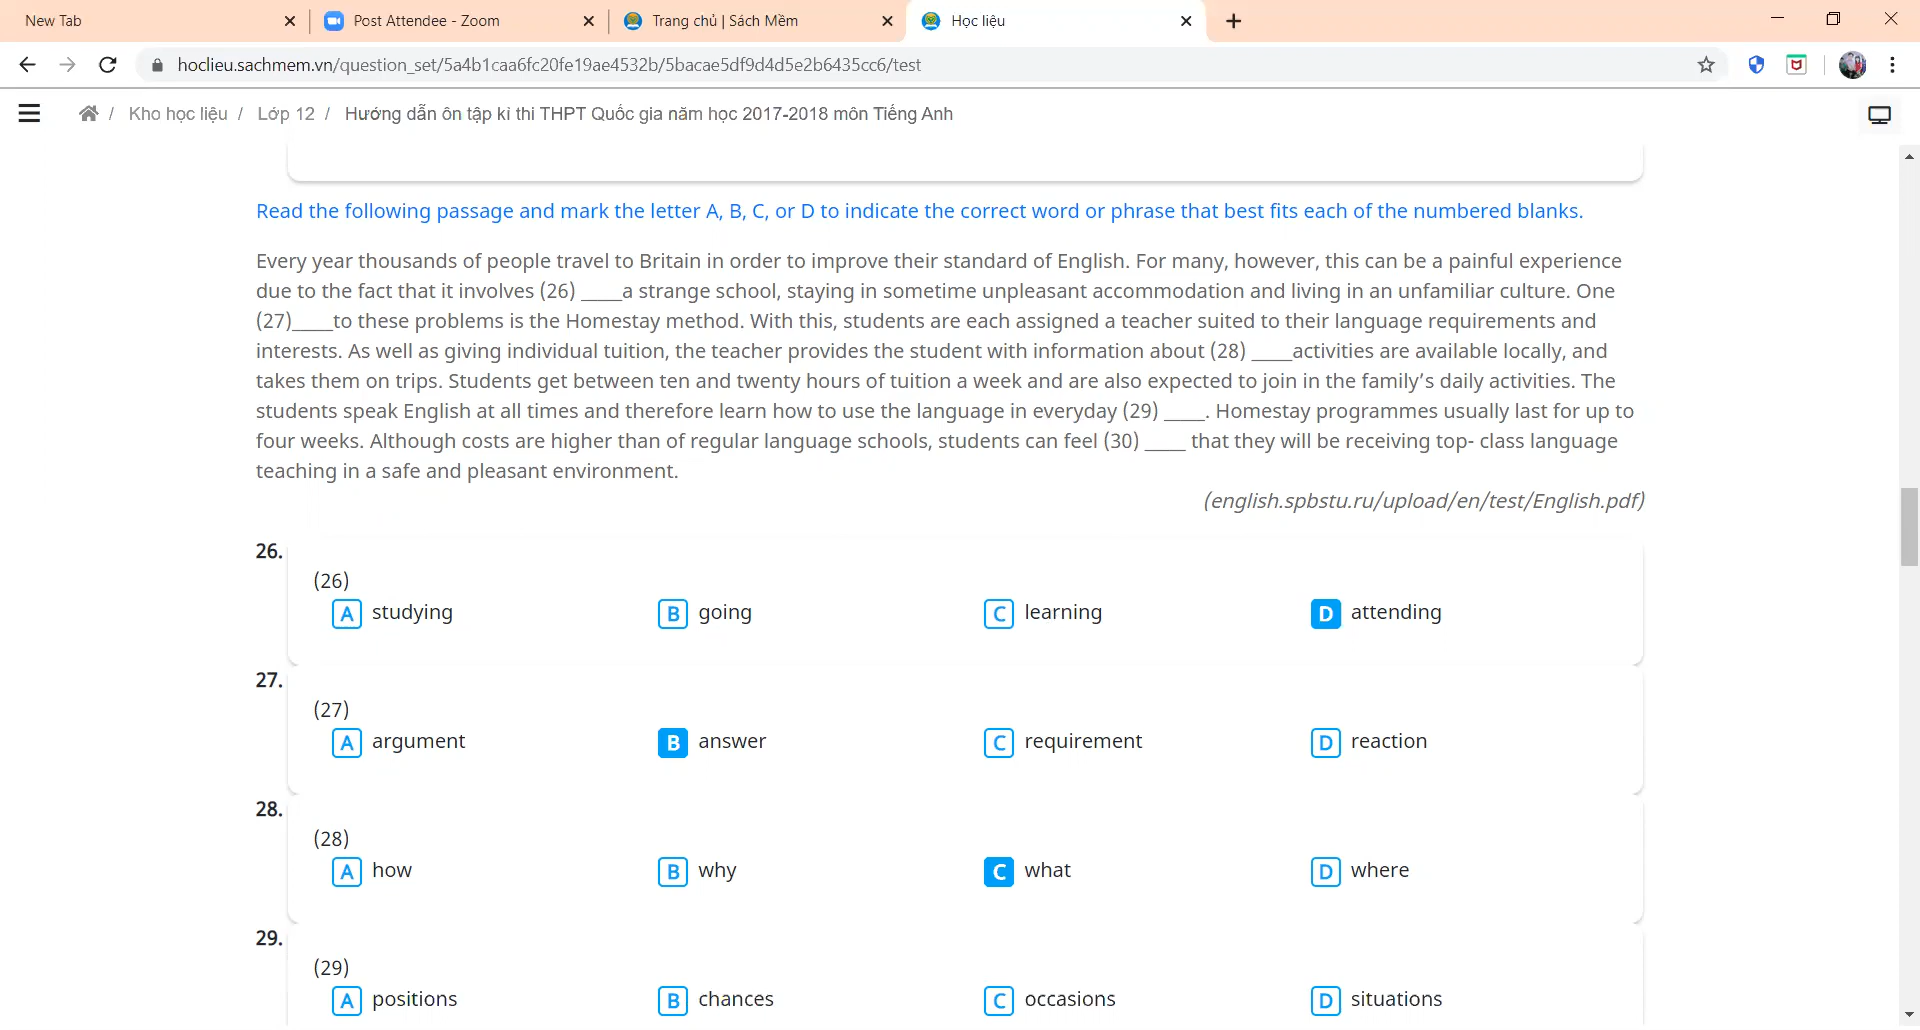 New Tab
Post Attendee - Zoom
Trang chủ | Sách Mềm
Học liệu
hoclieu.sachmem.vn/question_set/5a4b1caa6fc20fe19ae4532b/5bacae5df9d4d5e2b6435cc6/test
/ Kho học liệu / Lớp 12 / Hướng dẫn ôn tập kì thi THPT Quốc gia năm học 2017-2018 môn Tiếng Anh
Read the following passage and mark the letter A, B, C, or D to indicate the correct word or phrase that best fits each of the numbered blanks.
Every year thousands of people travel to Britain in order to improve their standard of English. For many, however, this can be a painful experience
due to the fact that it involves (26) ____a strange school, staying in sometime unpleasant accommodation and living in an unfamiliar culture. One
(27)____to these problems is the Homestay method. With this, students are each assigned a teacher suited to their language requirements and
interests. As well as giving individual tuition, the teacher provides the student with information about (28) ____activities are available locally, and
takes them on trips. Students get between ten and twenty hours of tuition a week and are also expected to join in the family’s daily activities. The
students speak English at all times and therefore learn how to use the language in everyday (29) ____. Homestay programmes usually last for up to
four weeks. Although costs are higher than of regular language schools, students can feel (30) ____ that they will be receiving top- class language
teaching in a safe and pleasant environment.
(english.spbstu.ru/upload/en/test/English.pdf)
26.
(26)
A studying B going C learning D attending
27.
(27)
A argument B answer C requirement D reaction
28.
(28)
A how B why C what D where
29.
(29)
A positions B chances C occasions D situations